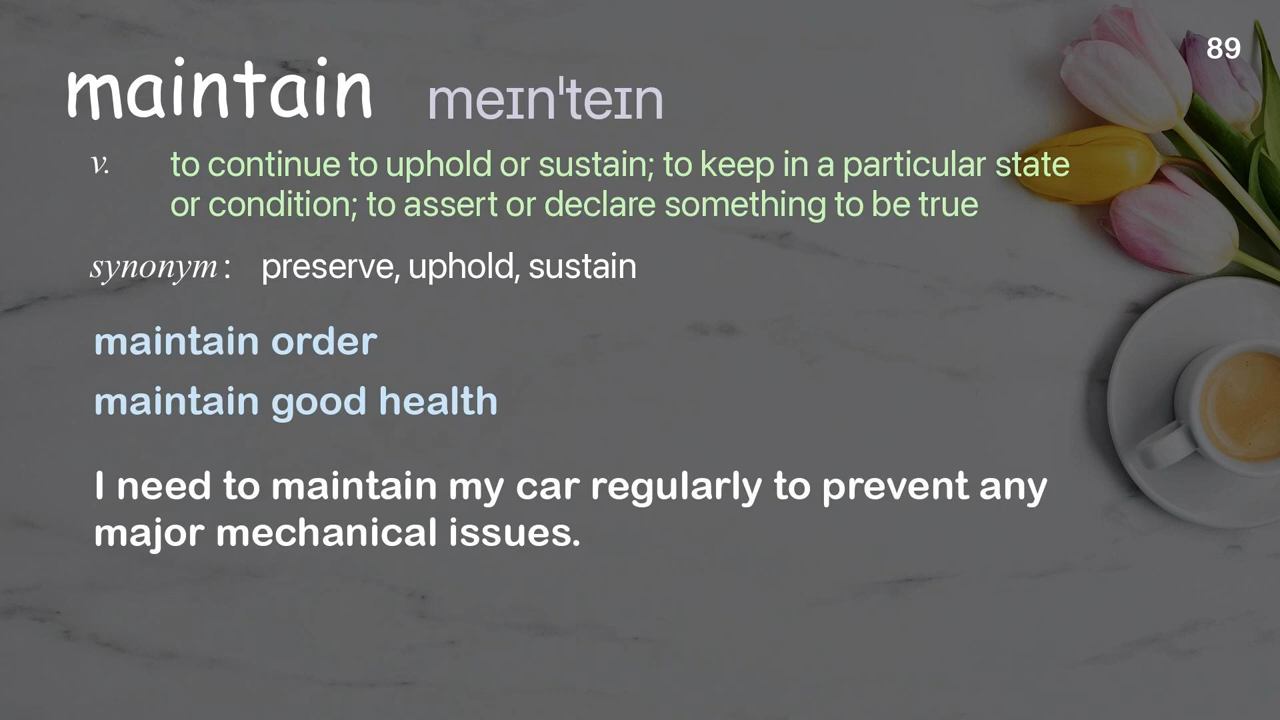 89
maintain meɪn'teɪn
v. to continue to uphold or sustain; to keep in a particular state
or condition; to assert or declare something to be true
synonym: preserve, uphold, sustain
maintain order
maintain good health
I need to maintain my car regularly to prevent any
major mechanical issues.